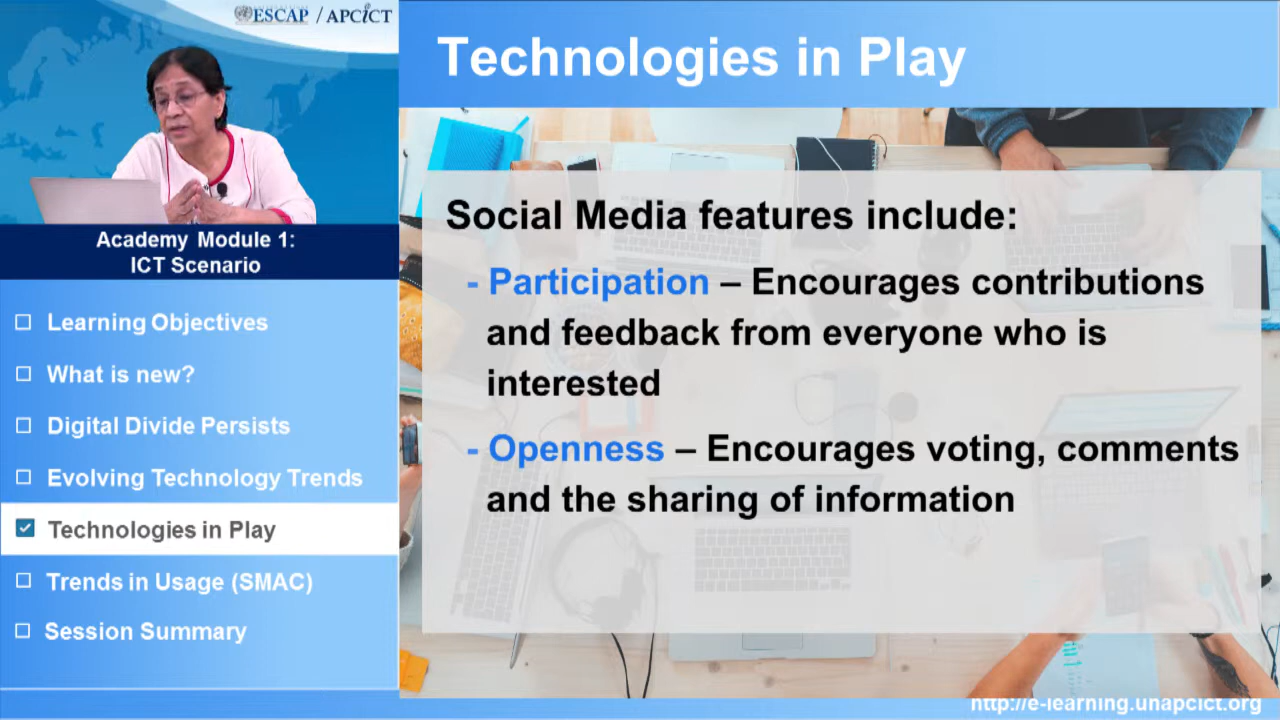 ESCAP / APCICT
Academy Module 1:
ICT Scenario
Learning Objectives
What is new?
Digital Divide Persists
Evolving Technology Trends
Technologies in Play
Trends in Usage (SMAC)
Session Summary
Technologies in Play
Social Media features include:
- Participation – Encourages contributions
and feedback from everyone who is
interested
- Openness – Encourages voting, comments
and the sharing of information
http://e-learning.unapcict.org